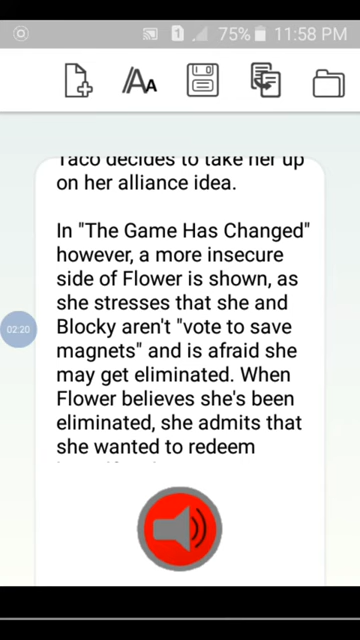 1 75% 11:58 PM
AA
Taco decides to take her up
on her alliance idea.
In "The Game Has Changed"
however, a more insecure
side of Flower is shown, as
she stresses that she and
Blocky aren't "vote to save
magnets" and is afraid she
may get eliminated. When
Flower believes she's been
eliminated, she admits that
she wanted to redeem
02:20